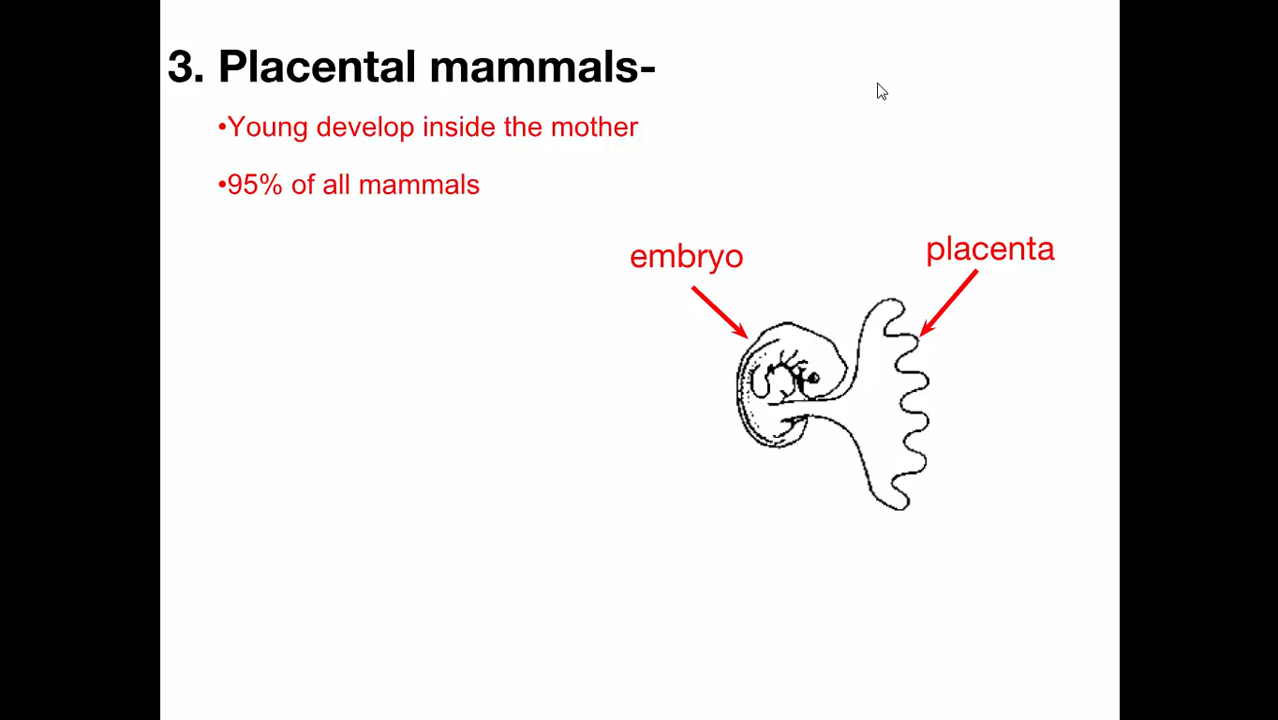 3. Placental mammals-
•Young develop inside the mother
•95% of all mammals
embryo
placenta